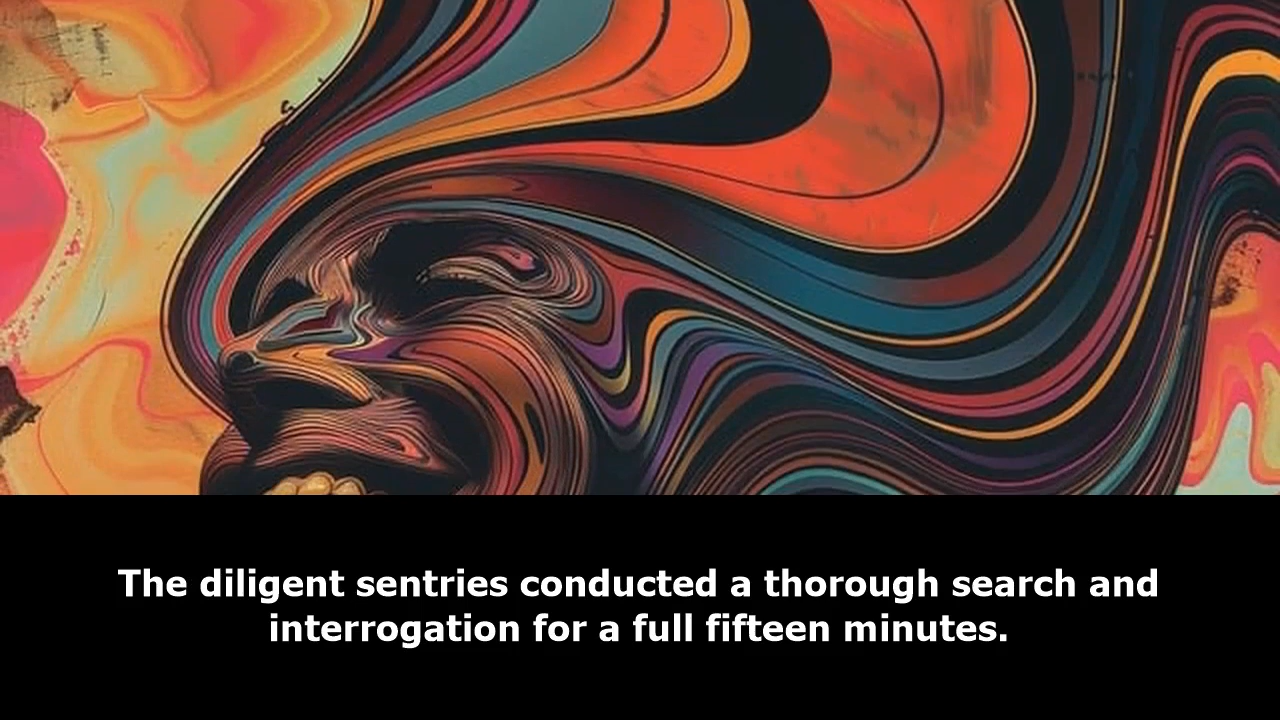 The diligent sentries conducted a thorough search and
interrogation for a full fifteen minutes.